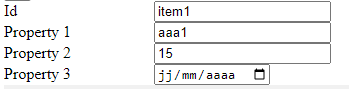 Id item1
Property 1 aaa1
Property 2 15
Property 3 jj/mm/aaaa